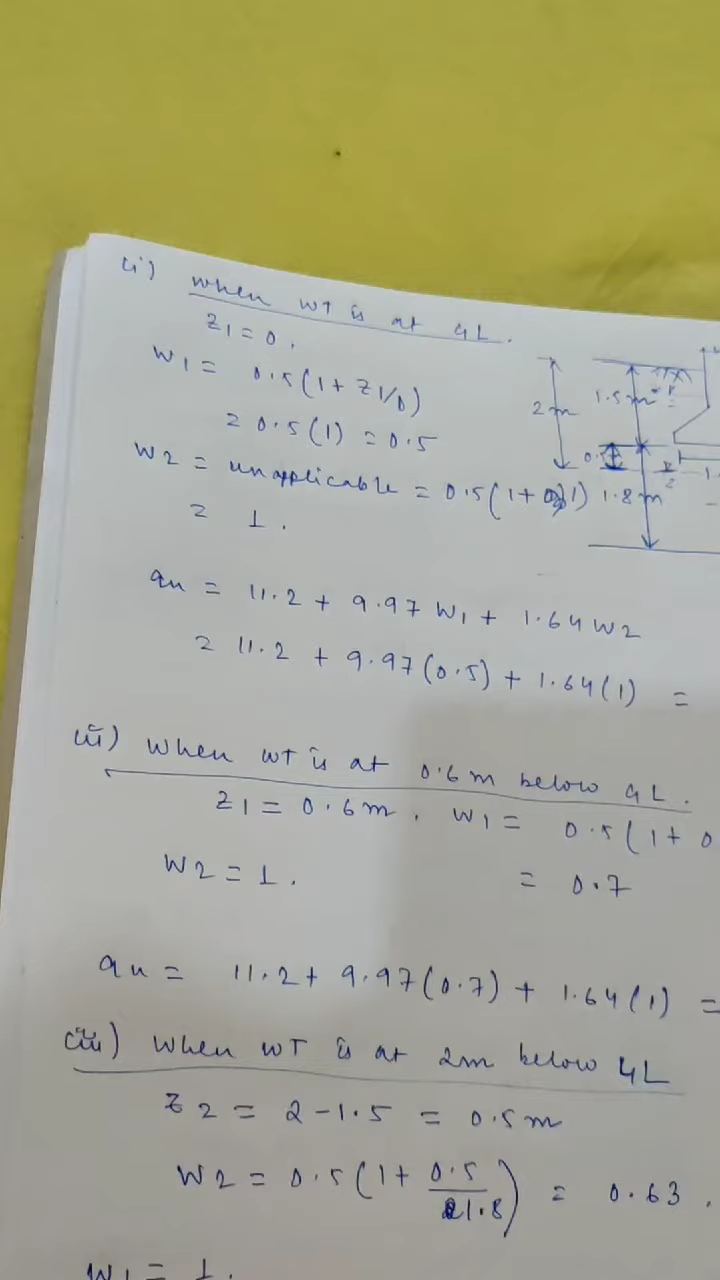 ii) When WT is at GL.
Z1 = 0.
W1 = 0.5(1 + Z1/D)
= 0.5(1) = 0.5
W2 = unapplicable = 0.5(1+ 1)
= 1.
2m
1.5m
1.8m
qu = 11.2 + 9.97 W1 + 1.64 W2
= 11.2 + 9.97(0.5) + 1.64(1) =
iii) When WT is at 0.6m below GL.
Z1 = 0.6m. W1 = 0.5(1+0
W2 = 1. = 0.7
qu = 11.2 + 9.97(0.7) + 1.64(1) =
When WT is at 2m below GL
Z2 = 2 - 1.5 = 0.5m
W2 = 0.5(1 + 0.5/1.8) = 0.63.
W1 = 1.